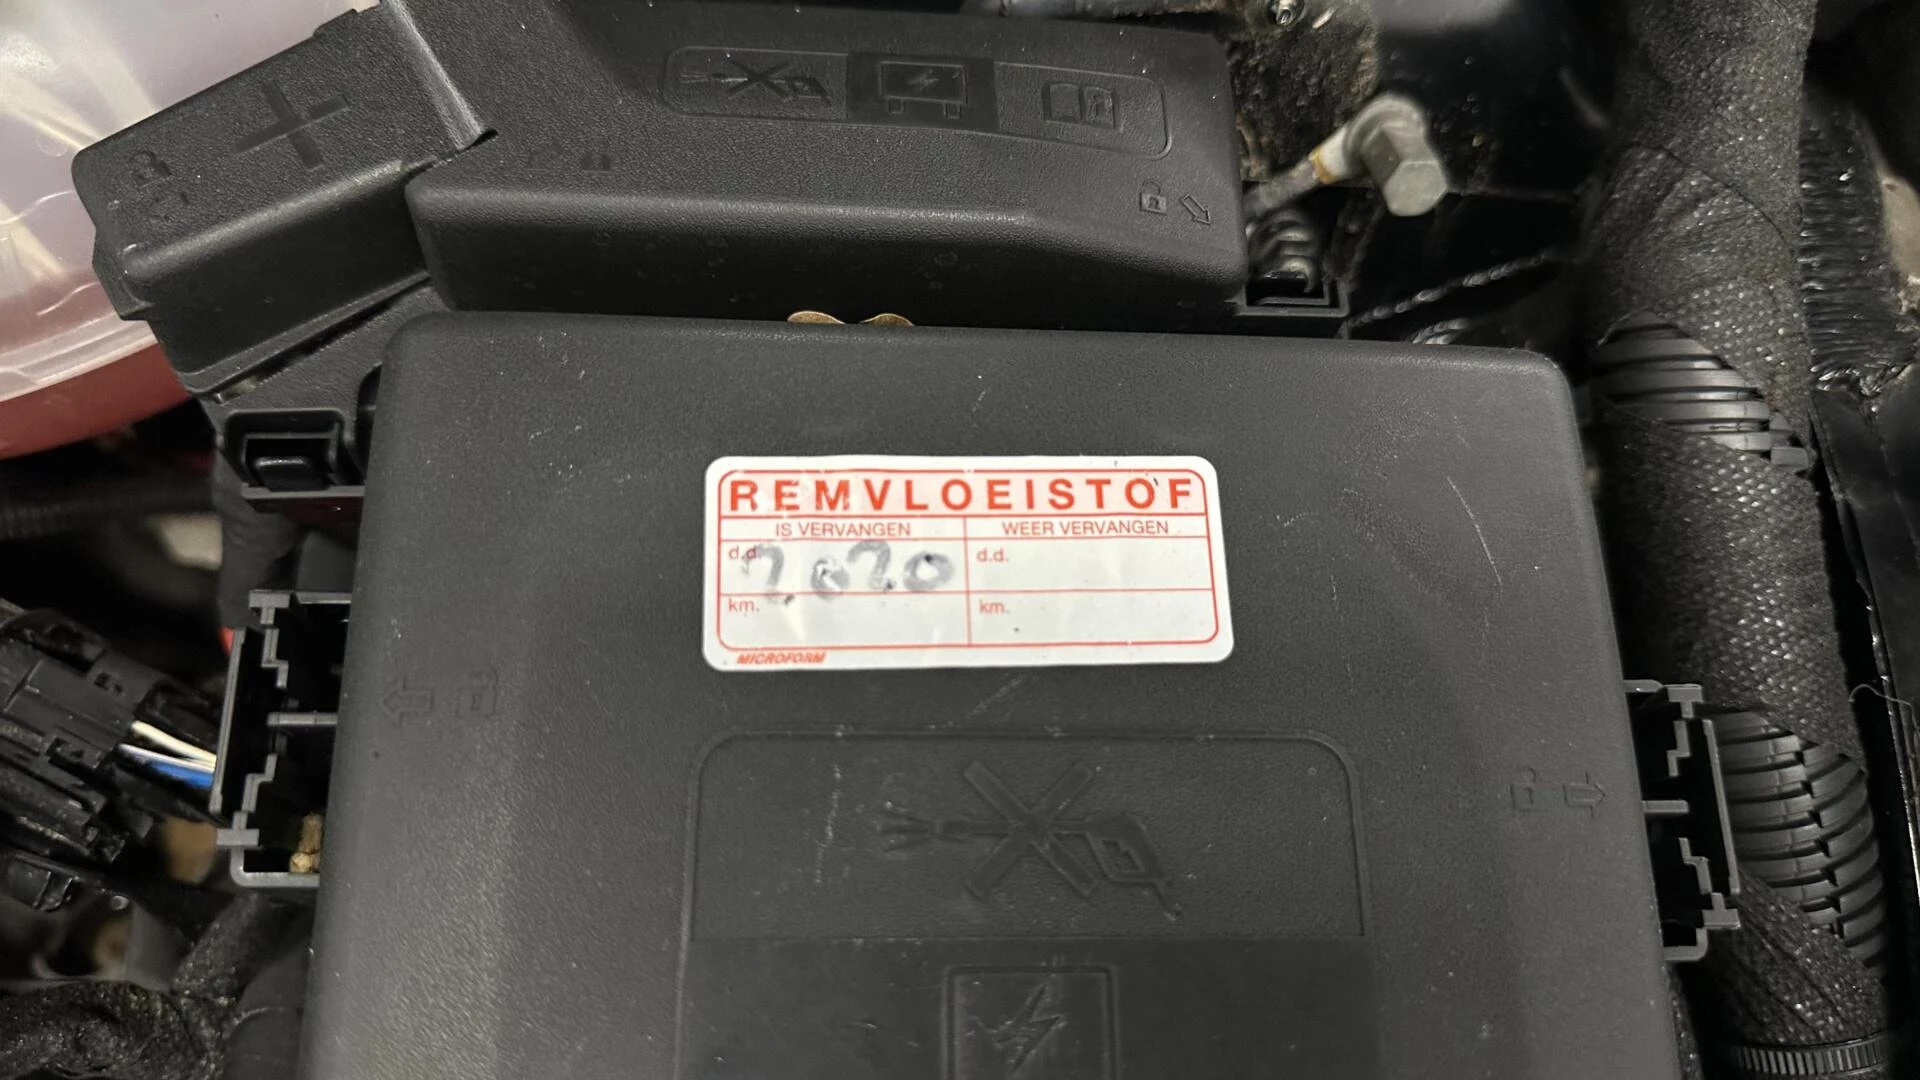 REMVLOEISTOF
IS VERVANGEN WEER VERVANGEN
d.d. 2020 d.d.
km. km.
MICROFORM